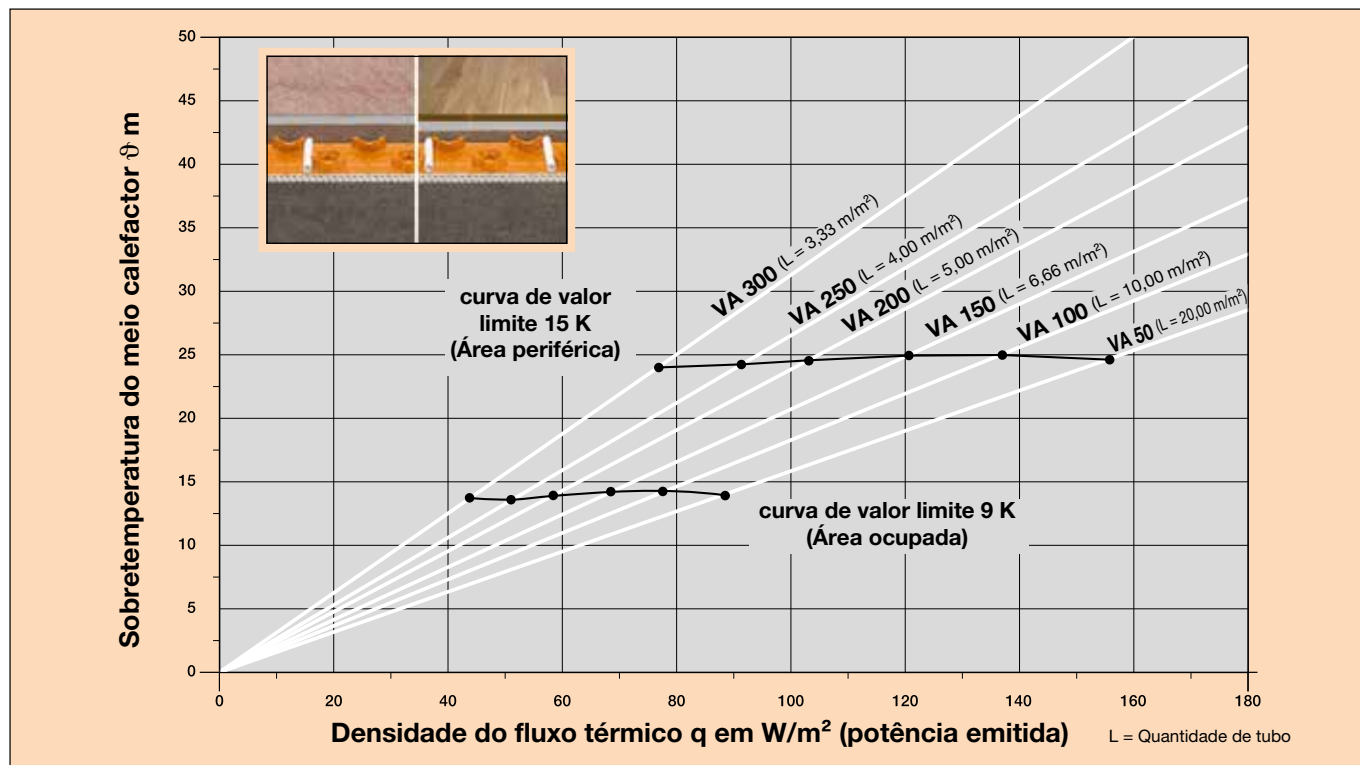 50
45
40
35
30
25
20
15
10
5
0
Sobretemperatura do meio calefactor ϑ m
curva de valor
limite 15 K
(Área periférica)
VA 300 (L = 3,33 m/m²)
VA 250 (L = 4,00 m/m²)
VA 200 (L = 5,00 m/m²)
VA 150 (L = 6,66 m/m²)
VA 100 (L = 10,00 m/m²)
VA 50 (L = 20,00 m/m²)
curva de valor limite 9 K
(Área ocupada)
0 20 40 60 80 100 120 140 160 180
Densidade do fluxo térmico q em W/m² (potência emitida)
L = Quantidade de tubo